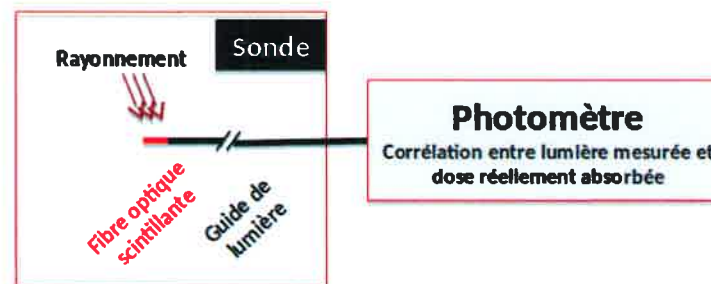 Sonde
Rayonnement
Fibre optique
scintillante
Guide de
lumière
Photomètre
Corrélation entre lumière mesurée et
dose réellement absorbée